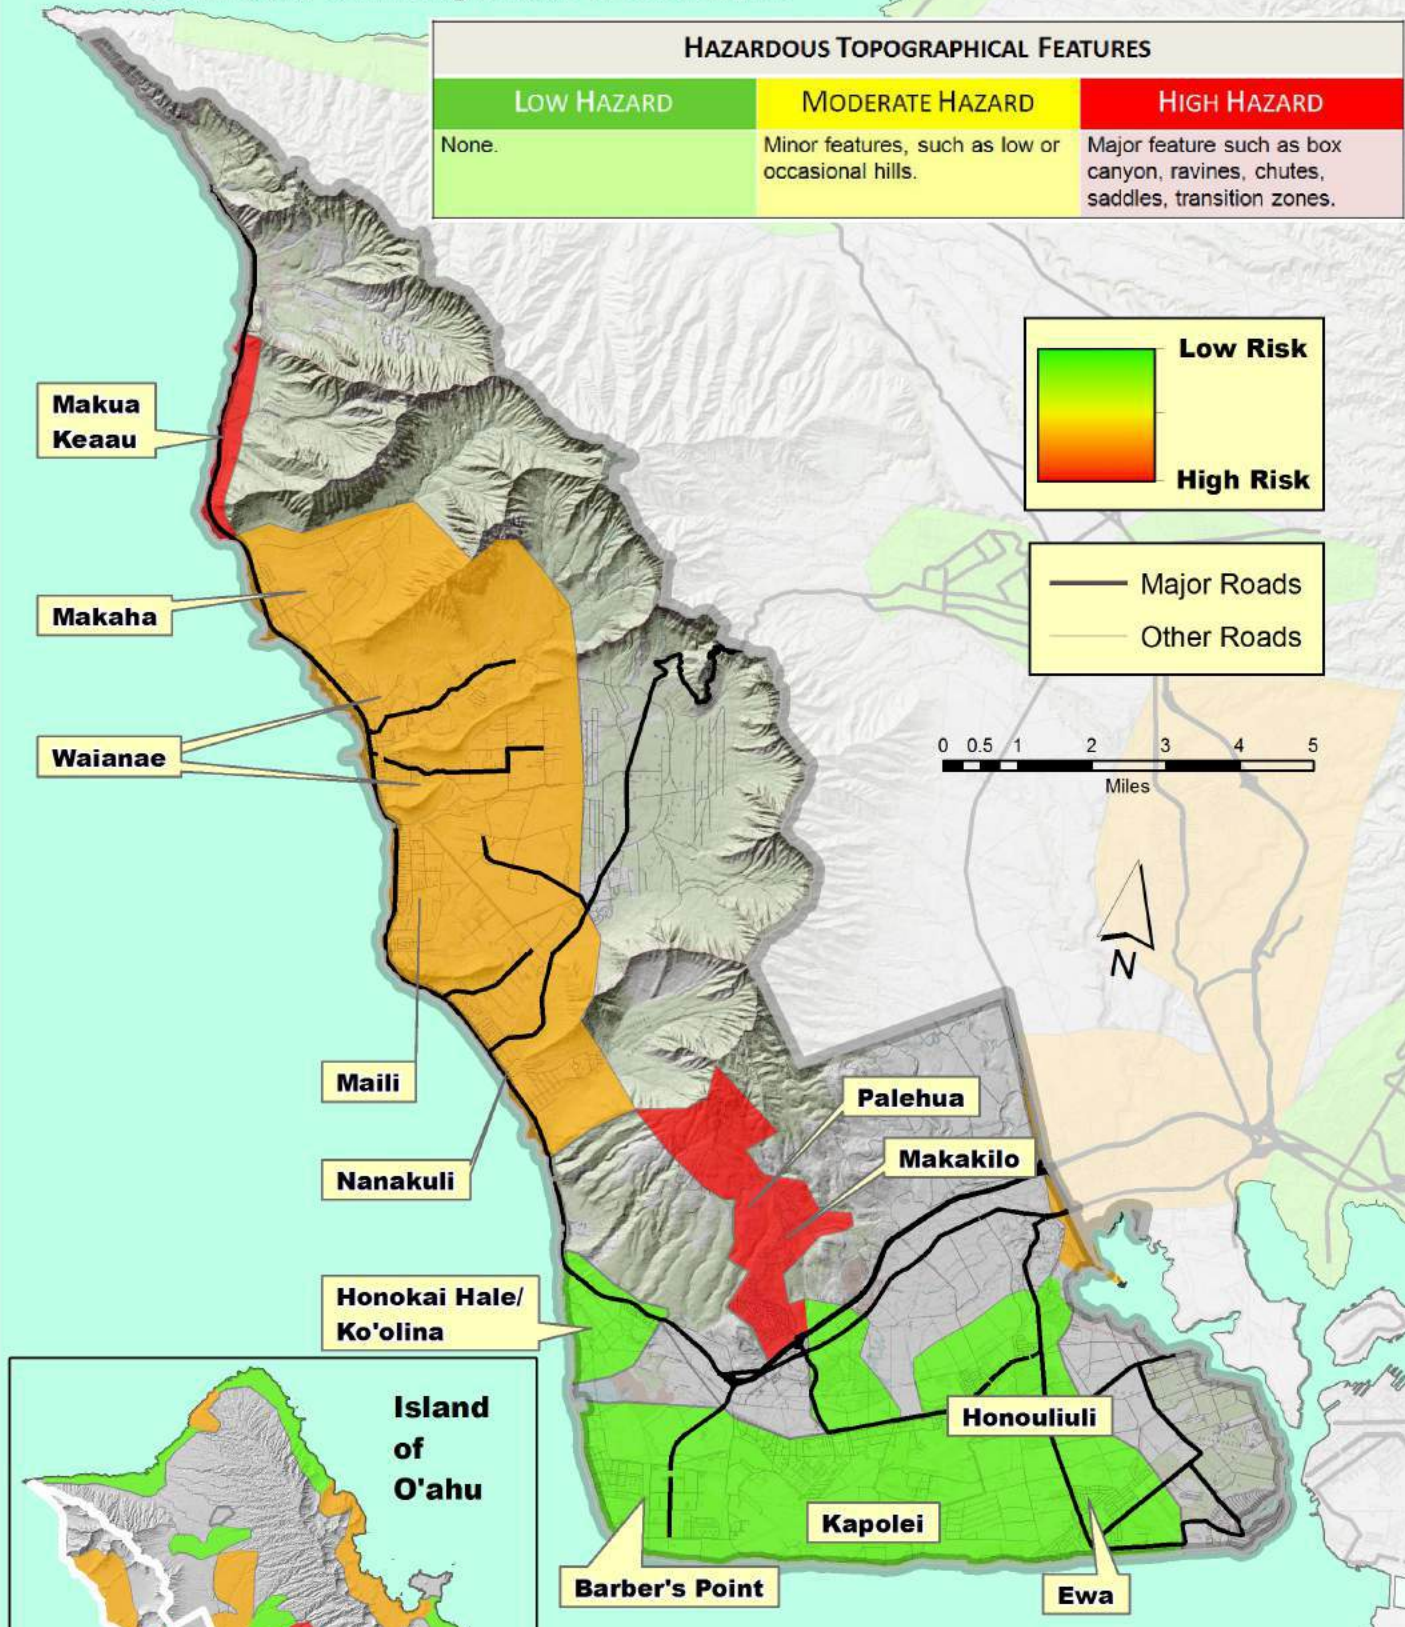 HAZARDOUS TOPOGRAPHICAL FEATURES
LOW HAZARD
MODERATE HAZARD
HIGH HAZARD
None.
Minor features, such as low or
occasional hills.
Major feature such as box
canyon, ravines, chutes,
saddles, transition zones.
Low Risk
High Risk
Major Roads
Other Roads
0 0.5 1 2 3 4 5
Miles
N
Makua
Keaau
Makaha
Waianae
Maili
Nanakuli
Palehua
Makakilo
Honokai Hale/
Ko'olina
Honouliuli
Kapolei
Barber's Point
Ewa
Island
of
O'ahu